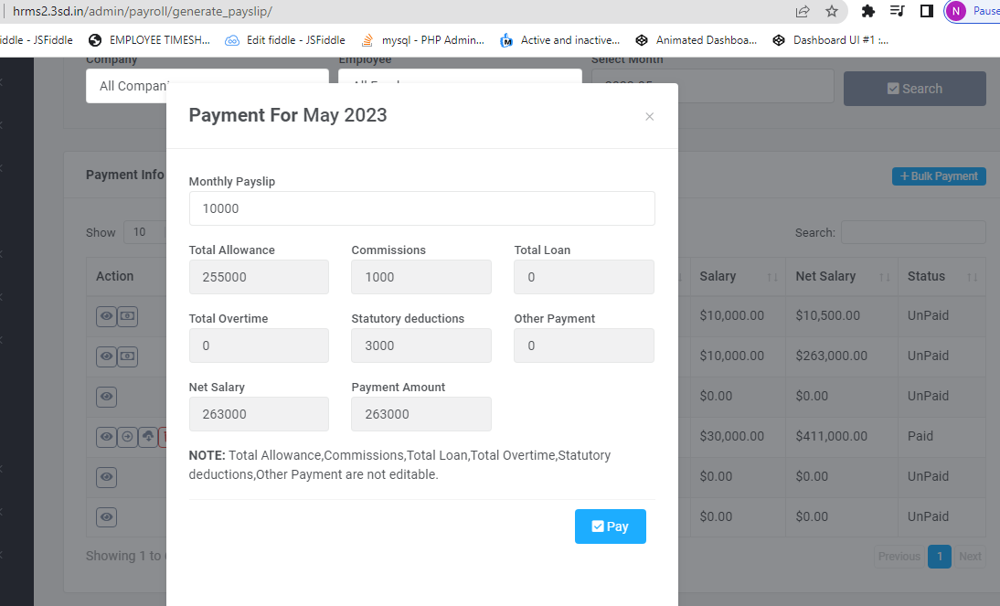 hrms2.3sd.in/admin/payroll/generate_payslip/
N Pause
iddle - JSFiddle EMPLOYEE TIMESH... Edit fiddle - JSFiddle mysql - PHP Admin... Active and inactive... Animated Dashboa... Dashboard UI #1 :...
Company Employee Select Month
All Compani
Search
Payment For May 2023 ×
Payment Info + Bulk Payment
Monthly Payslip
10000
Show 10 Search:
Total Allowance Commissions Total Loan
255000 1000 0
Action Salary Net Salary Status
Total Overtime Statutory deductions Other Payment
0 3000 0
$10,000.00 $10,500.00 UnPaid
$10,000.00 $263,000.00 UnPaid
Net Salary Payment Amount
263000 263000
$0.00 $0.00 UnPaid
$30,000.00 $411,000.00 Paid
NOTE: Total Allowance,Commissions,Total Loan,Total Overtime,Statutory
deductions,Other Payment are not editable.
$0.00 $0.00 UnPaid
$0.00 $0.00 UnPaid
Pay
Showing 1 to Previous 1 Next